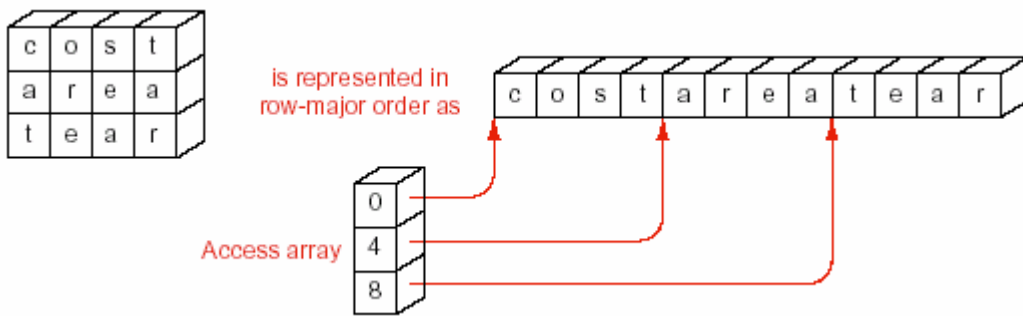 c o s t
a r e a
t e a r
is represented in
row-major order as
c o s t a r e a t e a r
Access array
0
4
8